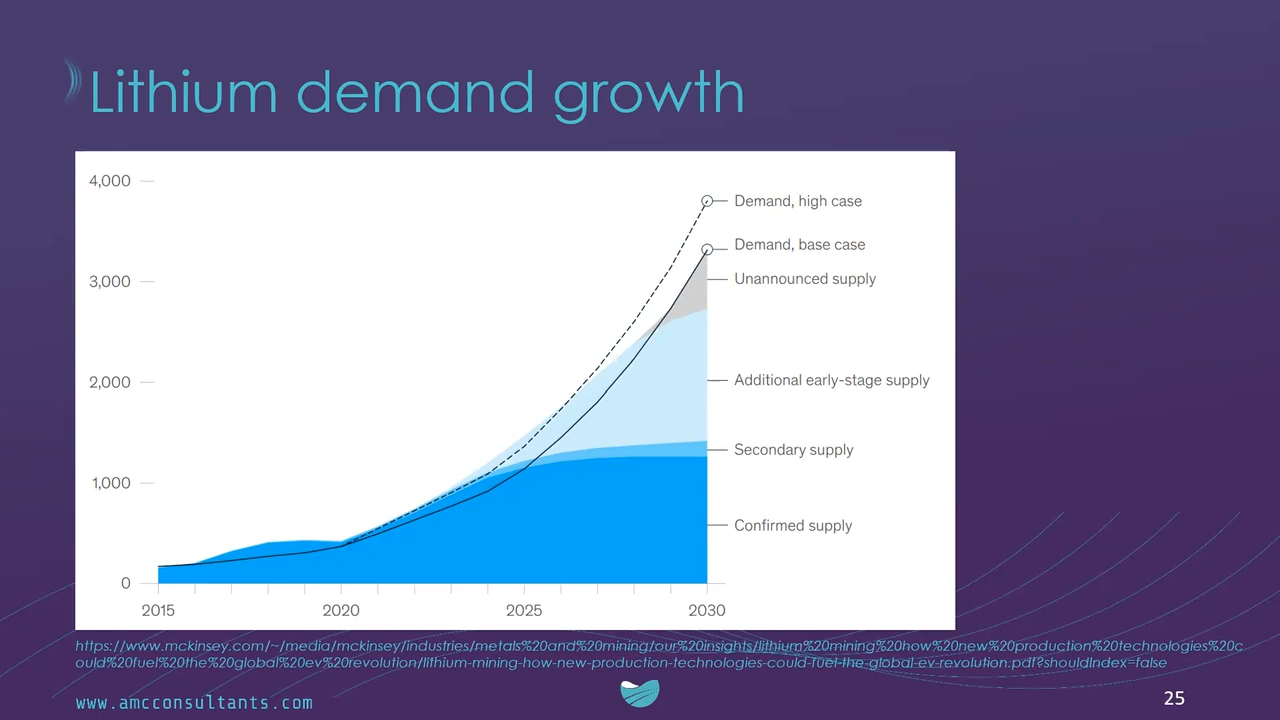 Lithium demand growth
4,000
3,000
2,000
1,000
0
2015
2020
2025
2030
Demand, high case
Demand, base case
Unannounced supply
Additional early-stage supply
Secondary supply
Confirmed supply
https://www.mckinsey.com/~/media/mckinsey/industries/metals%20and%20mining/our%20insights/lithium%20mining%20how%20new%20production%20technologies%20c
ould%20fuel%20the%20global%20ev%20revolution/lithium-mining-how-new-production-technologies-could-fuel-the-global-ev-revolution.pdf?shouldIndex=false
www.amcconsultants.com
25